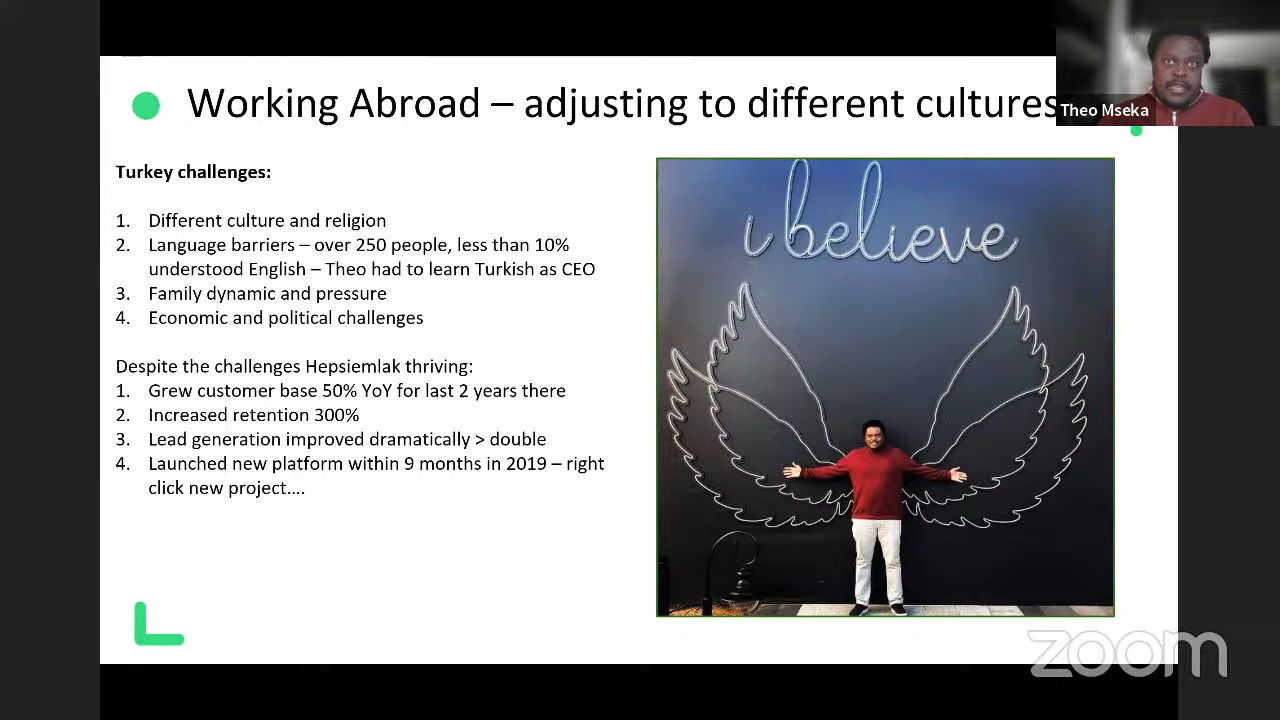 Working Abroad – adjusting to different cultures
Theo Mseka
Turkey challenges:
1. Different culture and religion
2. Language barriers – over 250 people, less than 10%
understood English – Theo had to learn Turkish as CEO
3. Family dynamic and pressure
4. Economic and political challenges
Despite the challenges Hepsiemlak thriving:
1. Grew customer base 50% YoY for last 2 years there
2. Increased retention 300%
3. Lead generation improved dramatically > double
4. Launched new platform within 9 months in 2019 – right
click new project....
i believe
zoom